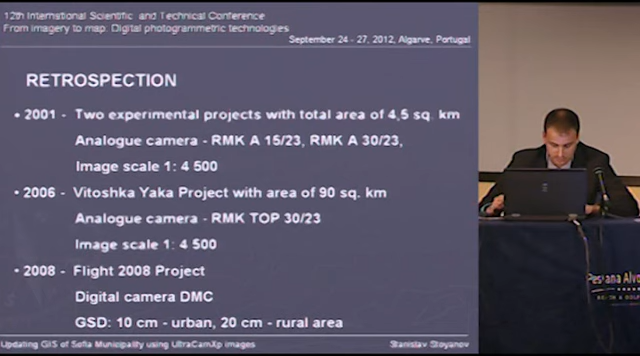 12th International Scientific and Technical Conference
From imagery to map: Digital photogrammetric technologies
September 24 - 27, 2012, Algarve, Portugal
RETROSPECTION
• 2001 - Two experimental projects with total area of 4,5 sq. km
Analogue camera - RMK A 15/23, RMK A 30/23,
Image scale 1: 4 500
• 2006 - Vitoshka Yaka Project with area of 90 sq. km
Analogue camera - RMK TOP 30/23
Image scale 1: 4 500
• 2008 - Flight 2008 Project
Digital camera DMC
GSD: 10 cm - urban, 20 cm - rural area
Updating GIS of Sofia Municipality using UltraCamXp images
Stanislav Stoyanov
Pestana Alvo